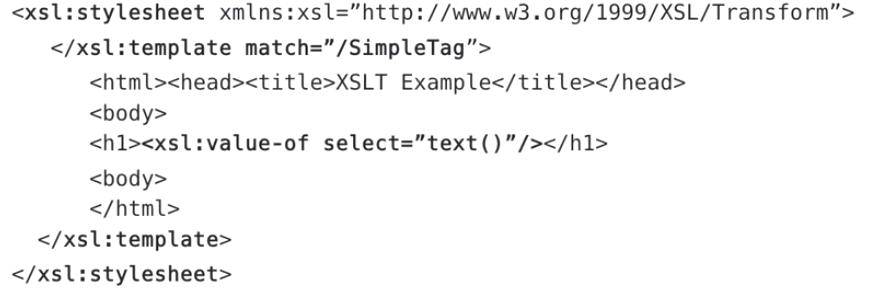 <xsl:stylesheet xmlns:xsl=”http://www.w3.org/1999/XSL/Transform”>
</xsl:template match=”/SimpleTag”>
<html><head><title>XSLT Example</title></head>
<body>
<h1><xsl:value-of select=”text()”/></h1>
<body>
</html>
</xsl:template>
</xsl:stylesheet>